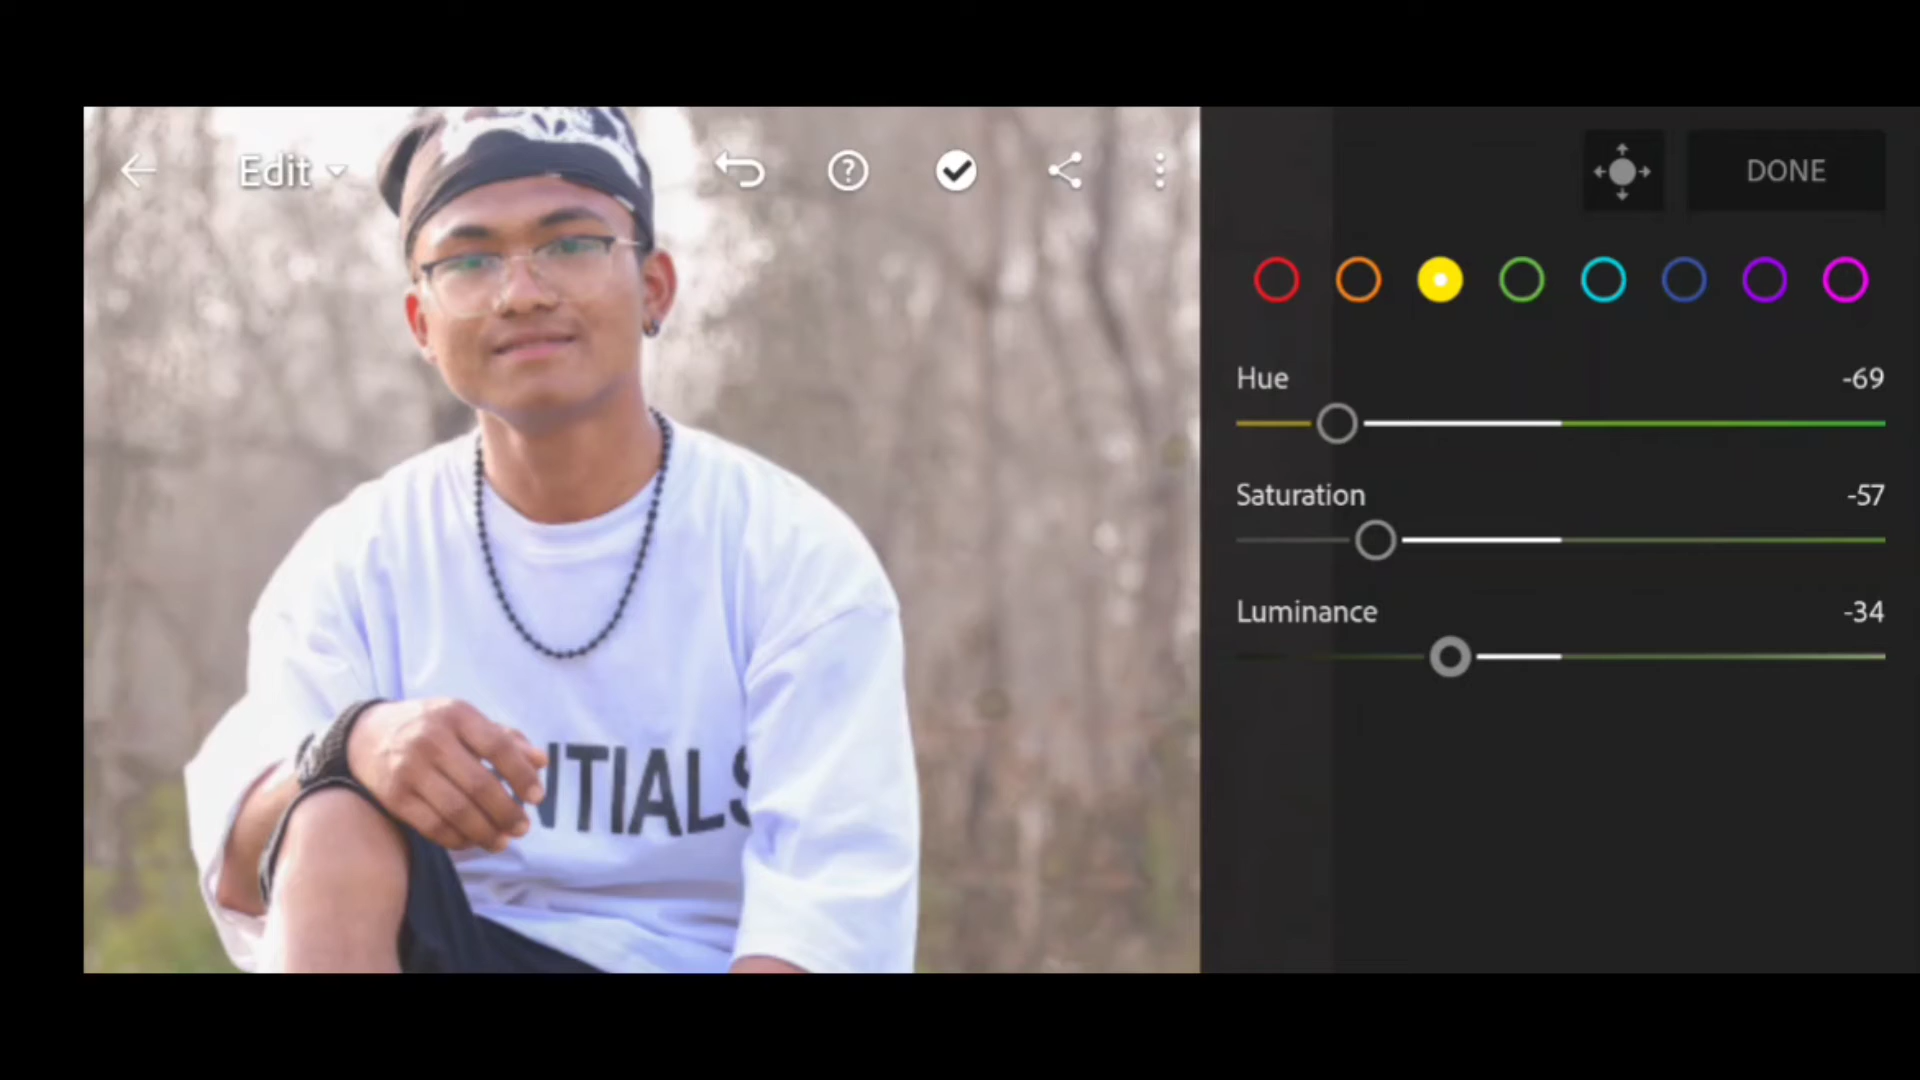 Edit
DONE
Hue -69
Saturation -57
Luminance -34
NTIALS